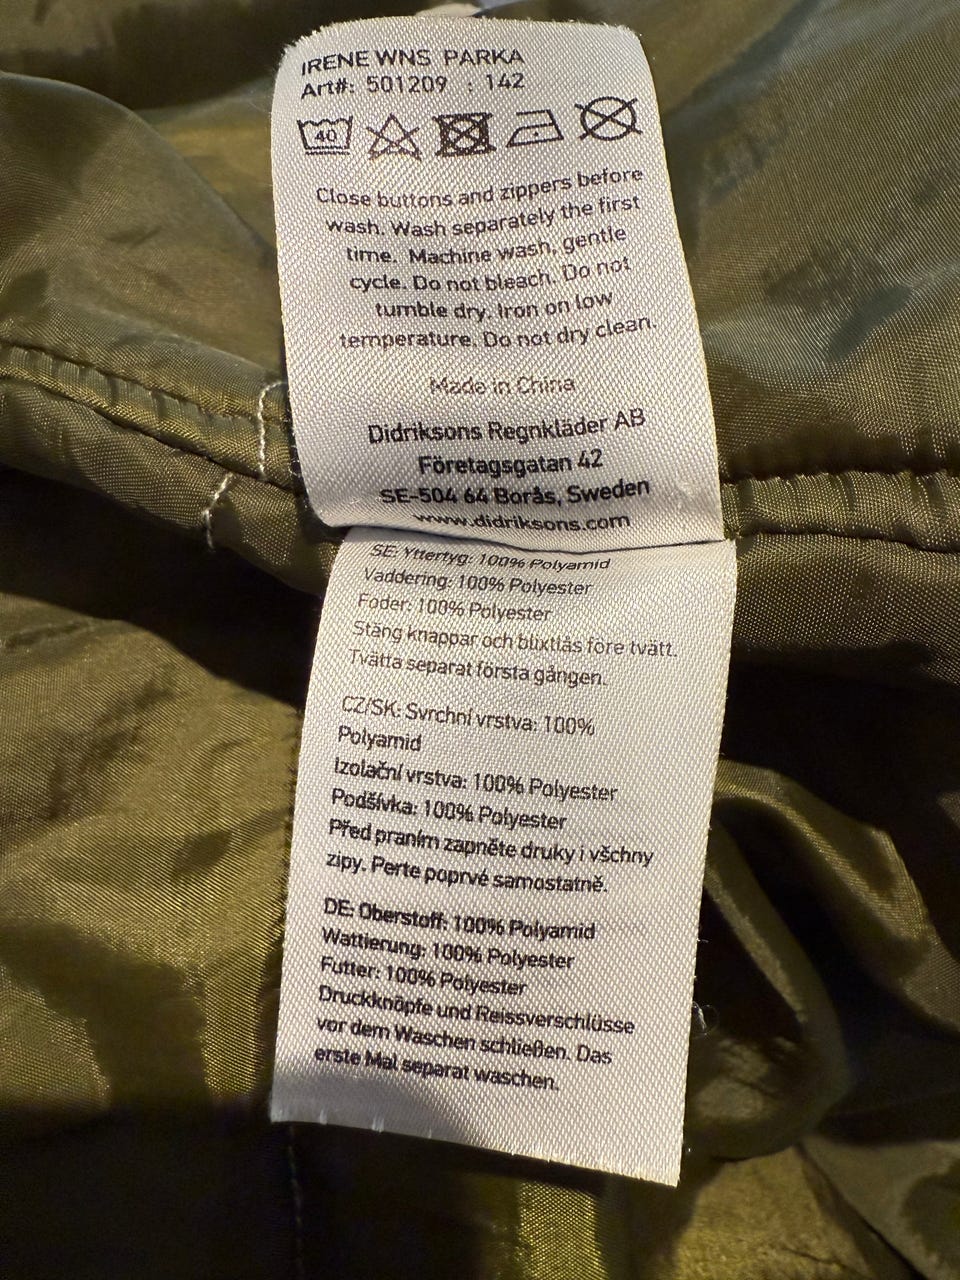 IRENE WNS PARKA
Art#: 501209 : 142
40
Close buttons and zippers before
wash. Wash separately the first
time. Machine wash, gentle
cycle. Do not bleach. Do not
tumble dry. Iron on low
temperature. Do not dry clean.
Made in China
Didriksons Regnkläder AB
Företagsgatan 42
SE-504 64 Borås, Sweden
www.didriksons.com
SE: Yttertyg: 100% Polyamid
Vaddering: 100% Polyester
Foder: 100% Polyester
Stäng knappar och blixtlås före tvätt.
Tvätta separat första gången.
CZ/SK: Svrchní vrstva: 100%
Polyamid
Izolační vrstva: 100% Polyester
Podšívka: 100% Polyester
Před praním zapněte druky i všchny
zipy. Perte poprvé samostatně.
DE: Oberstoff: 100% Polyamid
Wattierung: 100% Polyester
Futter: 100% Polyester
Druckknöpfe und Reissverschlüsse
vor dem Waschen schließen. Das
erste Mal separat waschen.